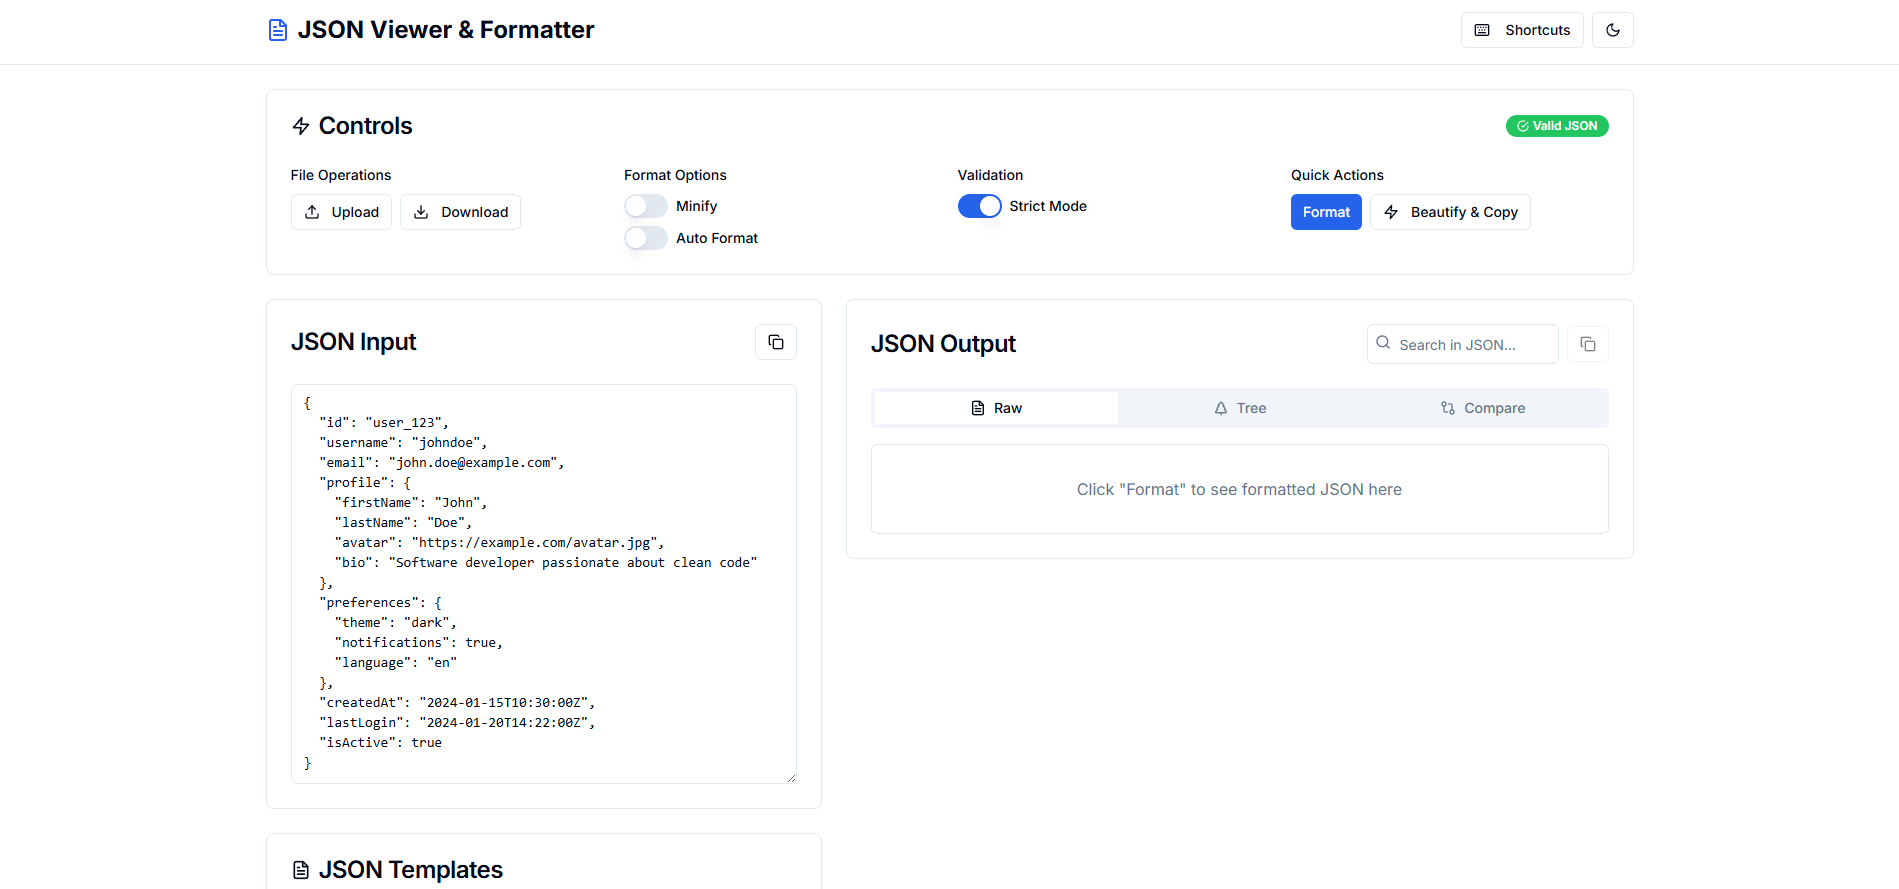 JSON Viewer & Formatter
Shortcuts
Controls
Valid JSON
File Operations
Upload
Download
Format Options
Minify
Auto Format
Validation
Strict Mode
Quick Actions
Format
Beautify & Copy
JSON Input
{
  "id": "user_123",
  "username": "johndoe",
  "email": "john.doe@example.com",
  "profile": {
    "firstName": "John",
    "lastName": "Doe",
    "avatar": "https://example.com/avatar.jpg",
    "bio": "Software developer passionate about clean code"
  },
  "preferences": {
    "theme": "dark",
    "notifications": true,
    "language": "en"
  },
  "createdAt": "2024-01-15T10:30:00Z",
  "lastLogin": "2024-01-20T14:22:00Z",
  "isActive": true
}
JSON Output
Search in JSON...
Raw
Tree
Compare
Click "Format" to see formatted JSON here
JSON Templates